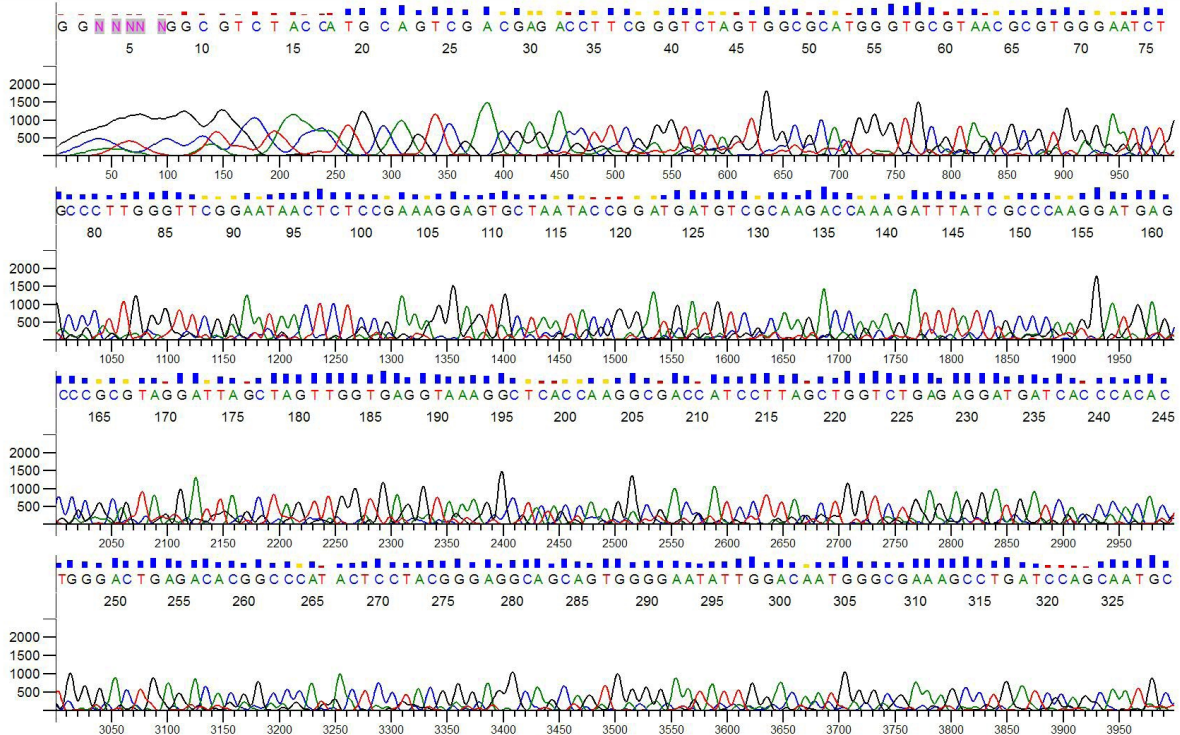 G G N N N N N G G C G T C T A C C A T G C A G T C G A C G A G A C C T T C G G G T C T A G T G G C G C A T G G G T G C G T A A C G C G T G G G A A T C T
5 10 15 20 25 30 35 40 45 50 55 60 65 70 75
2000
1500
1000
500
50 100 150 200 250 300 350 400 450 500 550 600 650 700 750 800 850 900 950
GCCCTTGGGTTCGGAATAACTCTCCGAAAGGAGTGCTAATACCGGATGATGTCGCAAGACCAAAGATTTATCGCCCAAGGATGAG
80 85 90 95 100 105 110 115 120 125 130 135 140 145 150 155 160
2000
1500
1000
500
1050 1100 1150 1200 1250 1300 1350 1400 1450 1500 1550 1600 1650 1700 1750 1800 1850 1900 1950
CCCGCGTAGGATTAGCTAGTTGGTGAGGTAAAGGCTCACCAAGGCGACCATCCTTAGCTGGTCTGAGAGGATGATCACCCACAC
165 170 175 180 185 190 195 200 205 210 215 220 225 230 235 240 245
2000
1500
1000
500
2050 2100 2150 2200 2250 2300 2350 2400 2450 2500 2550 2600 2650 2700 2750 2800 2850 2900 2950
TGGGACTGAGACACGGCCCATACTCCTACGGGAGGCAGCAGTGGGGAATATTGGACAATGGGCGAAAGCCTGATCCAGCAATGC
250 255 260 265 270 275 280 285 290 295 300 305 310 315 320 325
2000
1500
1000
500
3050 3100 3150 3200 3250 3300 3350 3400 3450 3500 3550 3600 3650 3700 3750 3800 3850 3900 3950